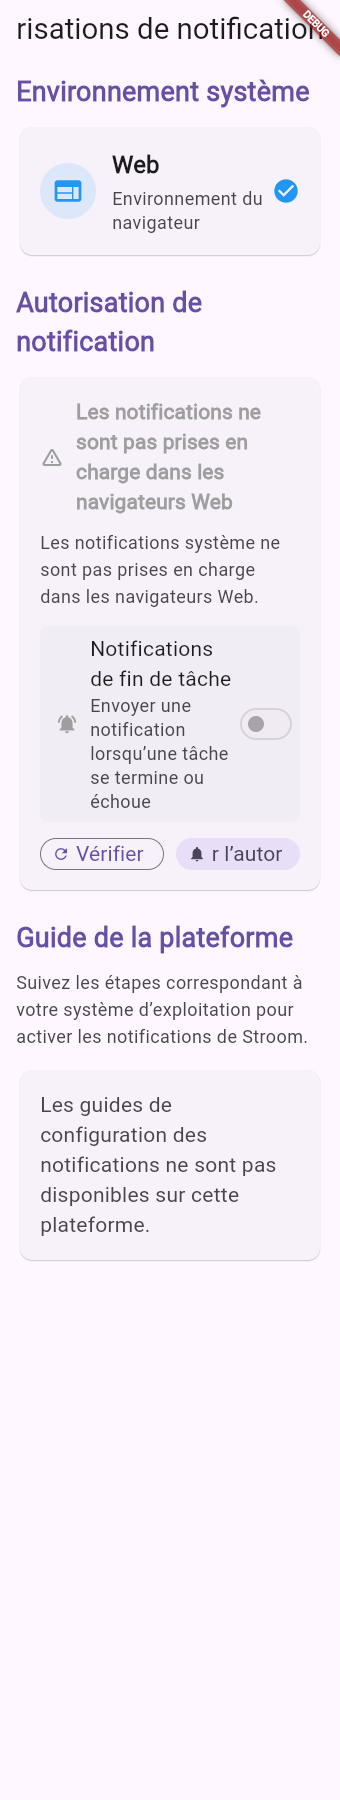 risations de notification
DEBUG
Environnement système
Web
Environnement du
navigateur
Autorisation de
notification
Les notifications ne
sont pas prises en
charge dans les
navigateurs Web
Les notifications système ne
sont pas prises en charge
dans les navigateurs Web.
Notifications
de fin de tâche
Envoyer une
notification
lorsqu’une tâche
se termine ou
échoue
Vérifier
r l’autor
Guide de la plateforme
Suivez les étapes correspondant à
votre système d’exploitation pour
activer les notifications de Stroom.
Les guides de
configuration des
notifications ne sont pas
disponibles sur cette
plateforme.